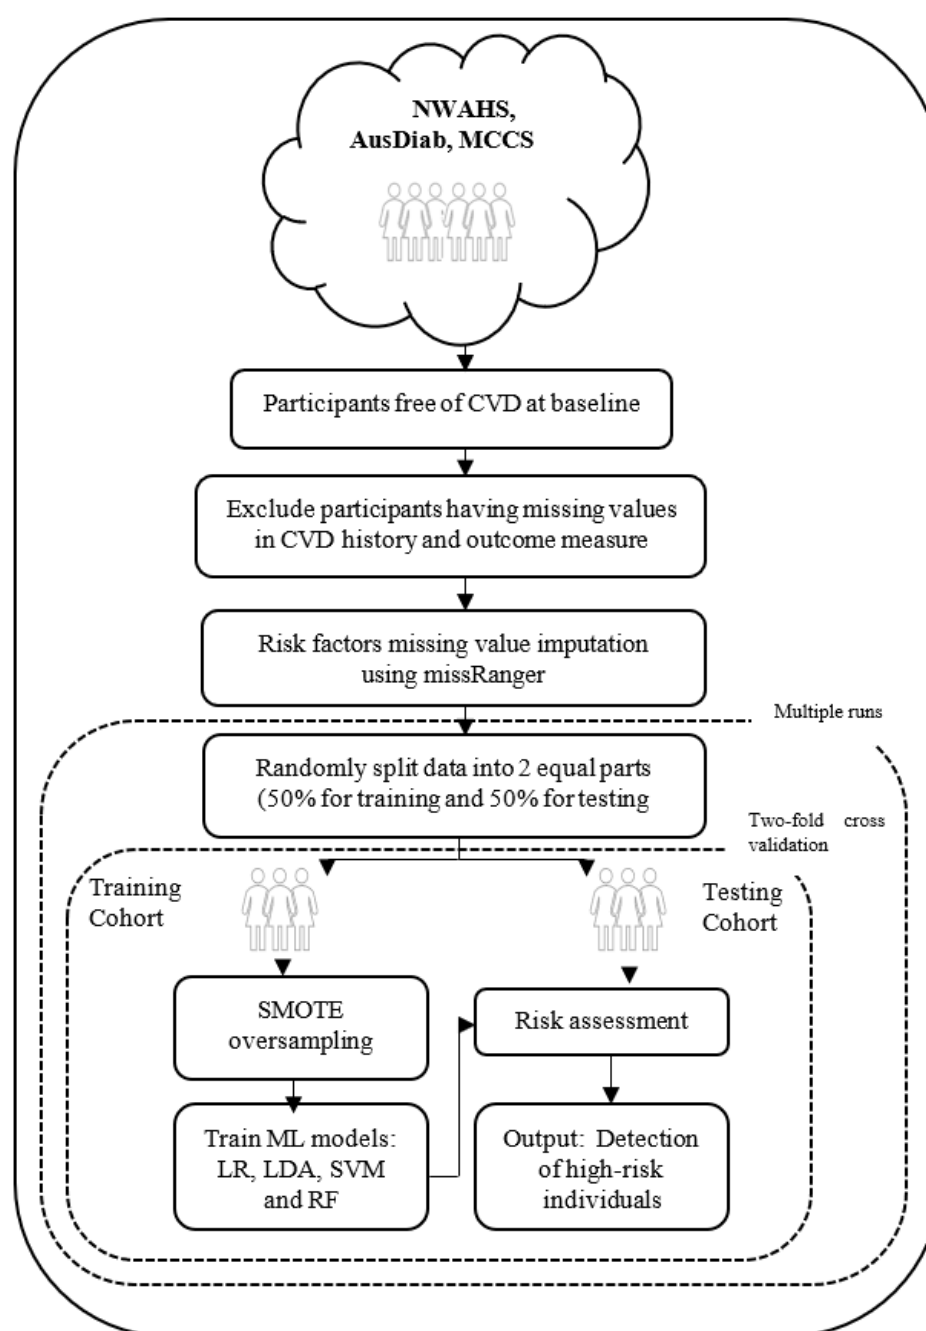 NWAHS,
AusDiab, MCCS
Participants free of CVD at baseline
Exclude participants having missing values
in CVD history and outcome measure
Risk factors missing value imputation
using missRanger
Multiple runs
Randomly split data into 2 equal parts
(50% for training and 50% for testing
Two-fold cross
validation
Training
Cohort
Testing
Cohort
SMOTE
oversampling
Risk assessment
Train ML models:
LR, LDA, SVM
and RF
Output: Detection
of high-risk
individuals